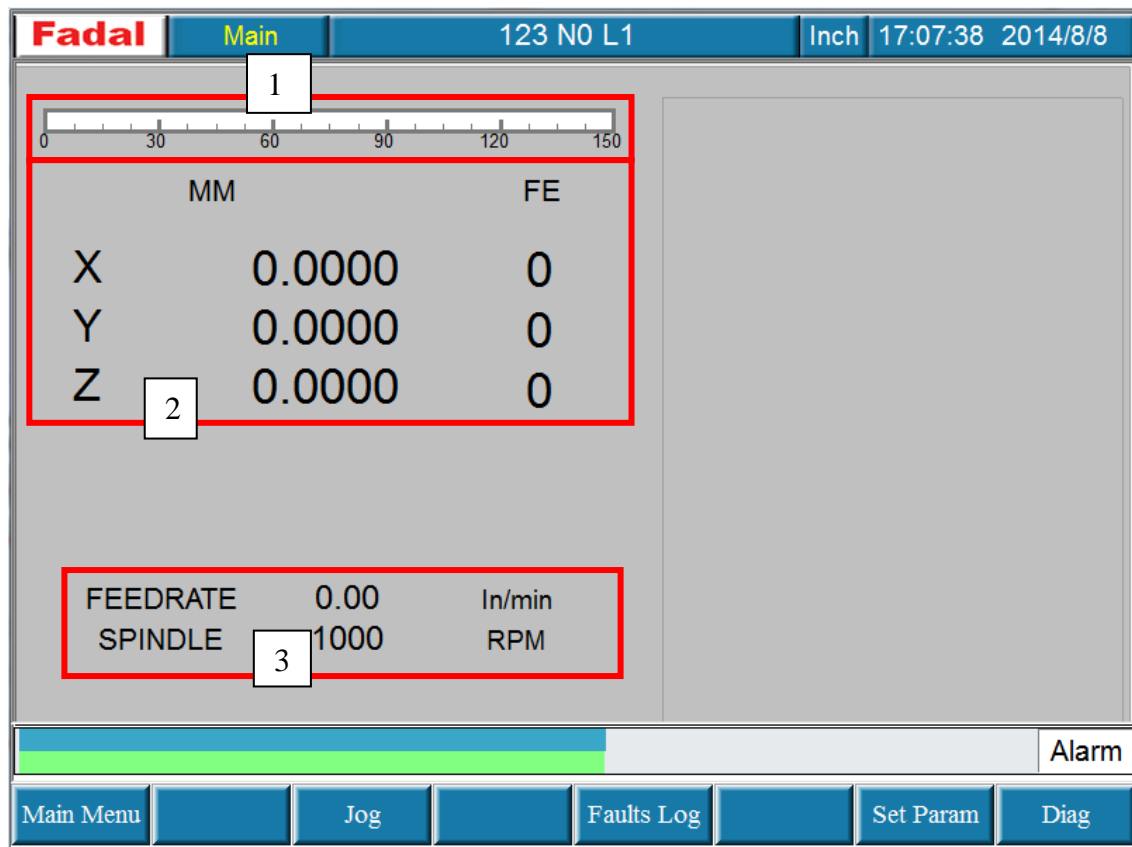 Fadal Main 123 N0 L1 Inch 17:07:38 2014/8/8
1
0 30 60 90 120 150
MM FE
X 0.0000 0
Y 0.0000 0
Z 0.0000 0
2
FEEDRATE 0.00 In/min
SPINDLE 1000 RPM
3
Alarm
Main Menu Jog Faults Log Set Param Diag